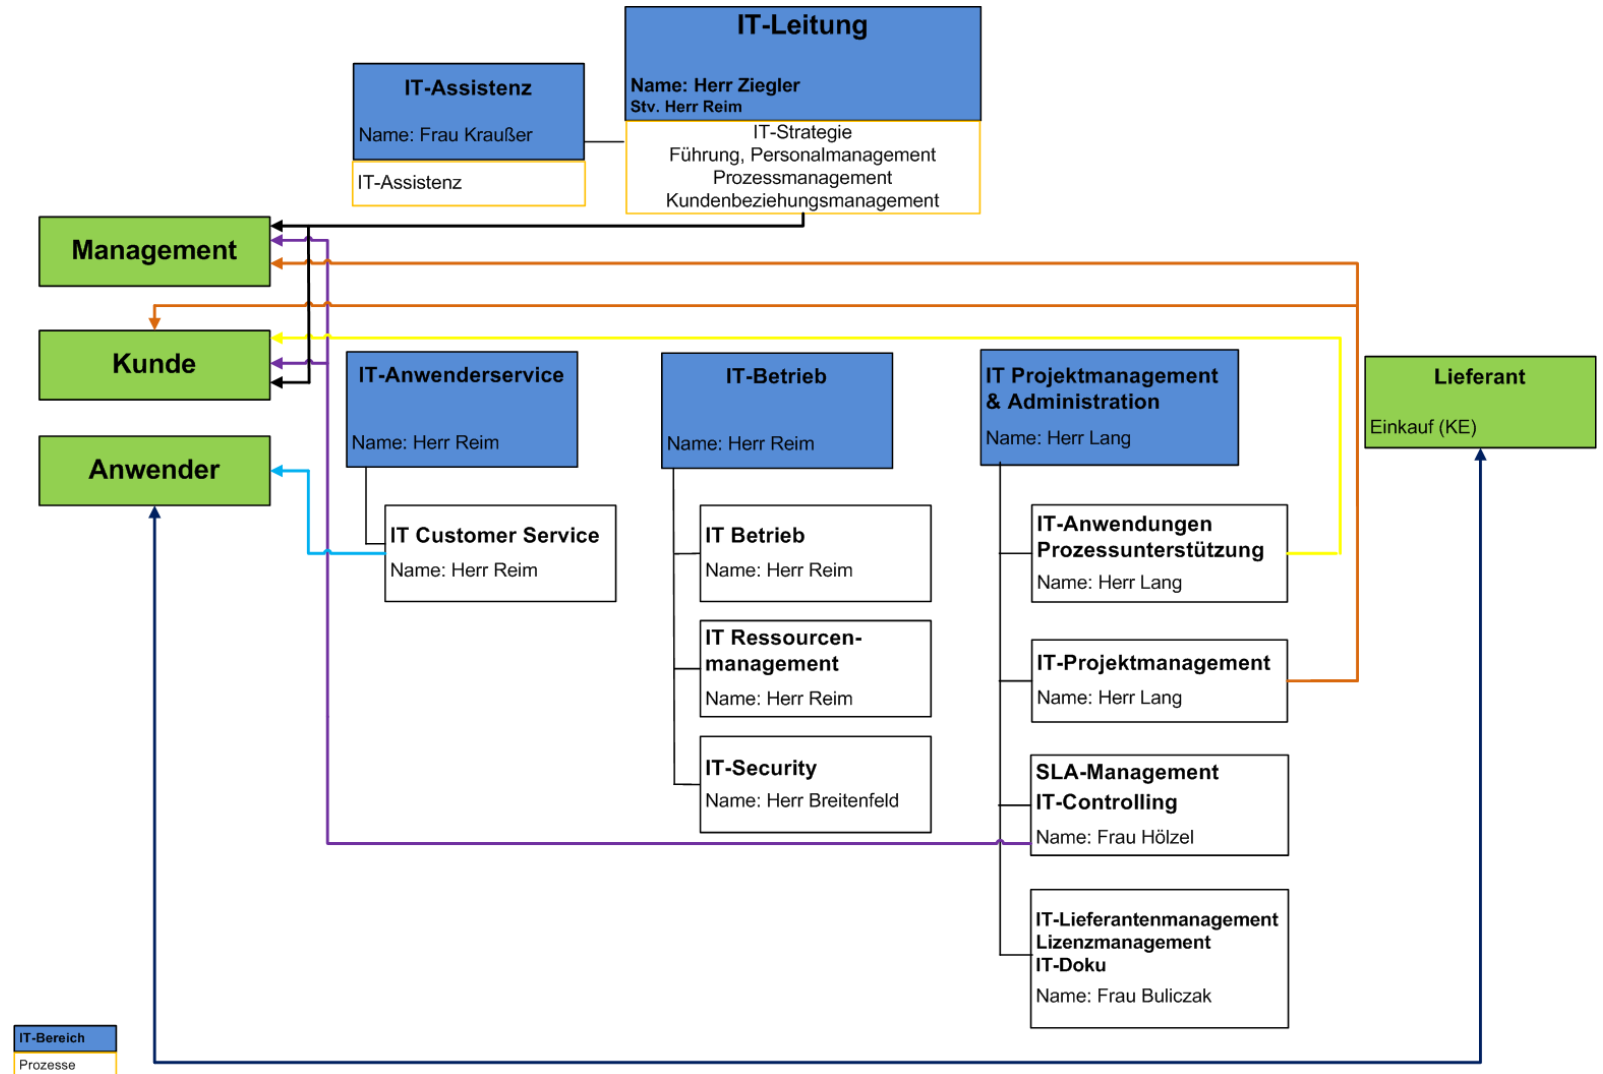 IT-Leitung
Name: Herr Ziegler
Stv. Herr Reim
IT-Strategie
Führung, Personalmanagement
Prozessmanagement
Kundenbeziehungsmanagement
IT-Assistenz
Name: Frau Kraußer
IT-Assistenz
Management
Kunde
Anwender
IT-Anwenderservice
Name: Herr Reim
IT Customer Service
Name: Herr Reim
IT-Betrieb
Name: Herr Reim
IT Betrieb
Name: Herr Reim
IT Ressourcen-
management
Name: Herr Reim
IT-Security
Name: Herr Breitenfeld
IT Projektmanagement
& Administration
Name: Herr Lang
IT-Anwendungen
Prozessunterstützung
Name: Herr Lang
IT-Projektmanagement
Name: Herr Lang
SLA-Management
IT-Controlling
Name: Frau Hölzel
IT-Lieferantenmanagement
Lizenzmanagement
IT-Doku
Name: Frau Buliczak
Lieferant
Einkauf (KE)
IT-Bereich
Prozesse